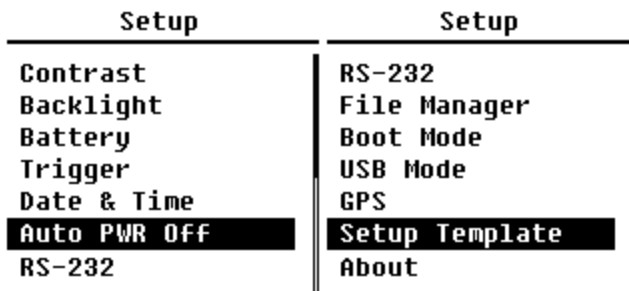 Setup
Contrast
Backlight
Battery
Trigger
Date & Time
Auto PWR Off
RS-232
Setup
RS-232
File Manager
Boot Mode
USB Mode
GPS
Setup Template
About